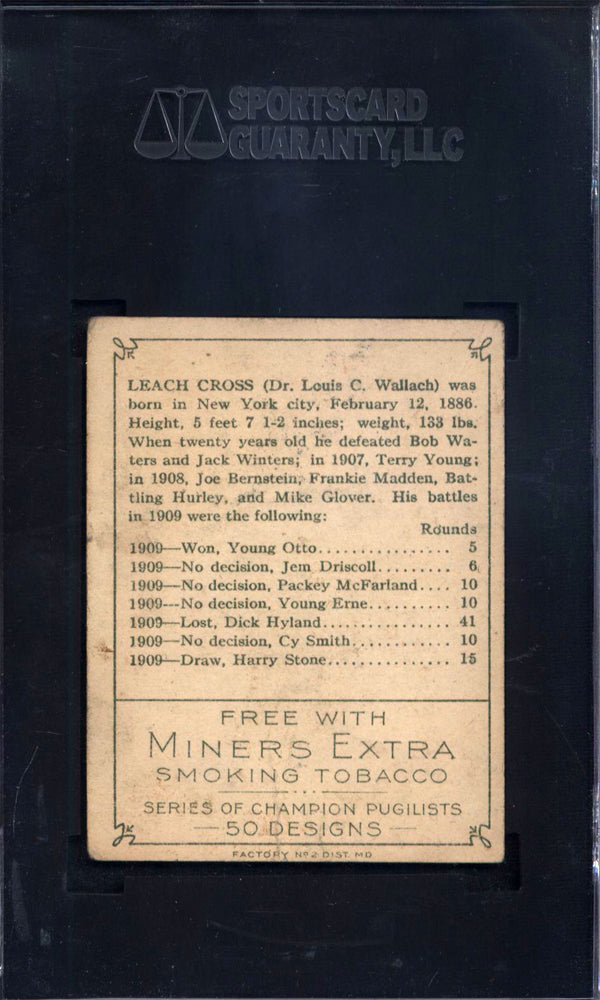 SPORTSCARD
GUARANTY, LLC
LEACH CROSS (Dr. Louis C. Wallach) was
born in New York city, February 12, 1886.
Height, 5 feet 7 1-2 inches; weight, 133 lbs.
When twenty years old he defeated Bob Wa-
ters and Jack Winters; in 1907, Terry Young;
in 1908, Joe Bernstein, Frankie Madden, Bat-
tling Hurley, and Mike Glover. His battles
in 1909 were the following:
Rounds
1909—Won, Young Otto................ 5
1909—No decision, Jem Driscoll......... 6
1909—No decision, Packey McFarland.... 10
1909—No decision, Young Erne.......... 10
1909—Lost, Dick Hyland............... 41
1909—No decision, Cy Smith............ 10
1909—Draw, Harry Stone............... 15
FREE WITH
MINERS EXTRA
SMOKING TOBACCO
SERIES OF CHAMPION PUGILISTS
—50 DESIGNS—
FACTORY Nº 2 DIST. MD